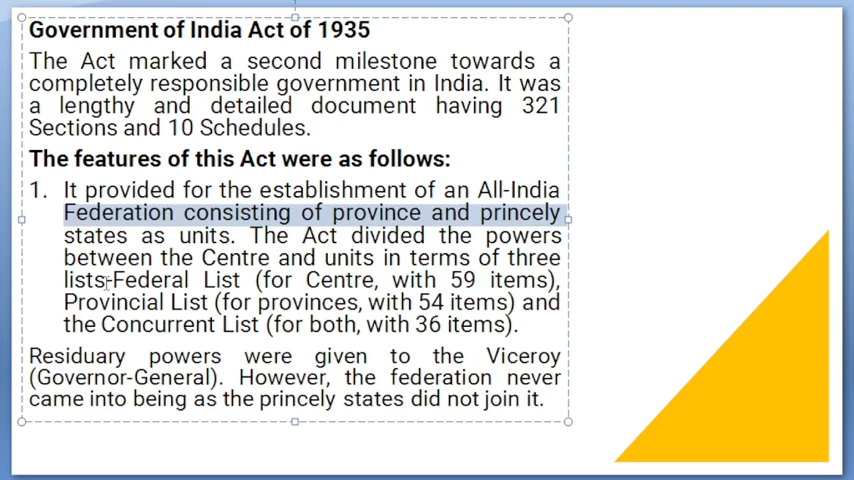 Government of India Act of 1935
The Act marked a second milestone towards a
completely responsible government in India. It was
a lengthy and detailed document having 321
Sections and 10 Schedules.
The features of this Act were as follows:
1. It provided for the establishment of an All-India
Federation consisting of province and princely
states as units. The Act divided the powers
between the Centre and units in terms of three
lists-Federal List (for Centre, with 59 items),
Provincial List (for provinces, with 54 items) and
the Concurrent List (for both, with 36 items).
Residuary powers were given to the Viceroy
(Governor-General). However, the federation never
came into being as the princely states did not join it.